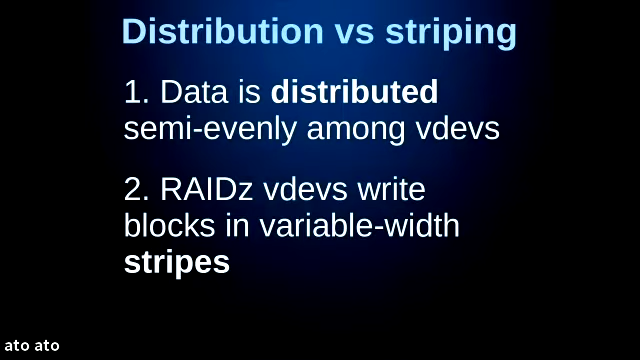 Distribution vs striping
1. Data is distributed
semi-evenly among vdevs
2. RAIDz vdevs write
blocks in variable-width
stripes
ato ato